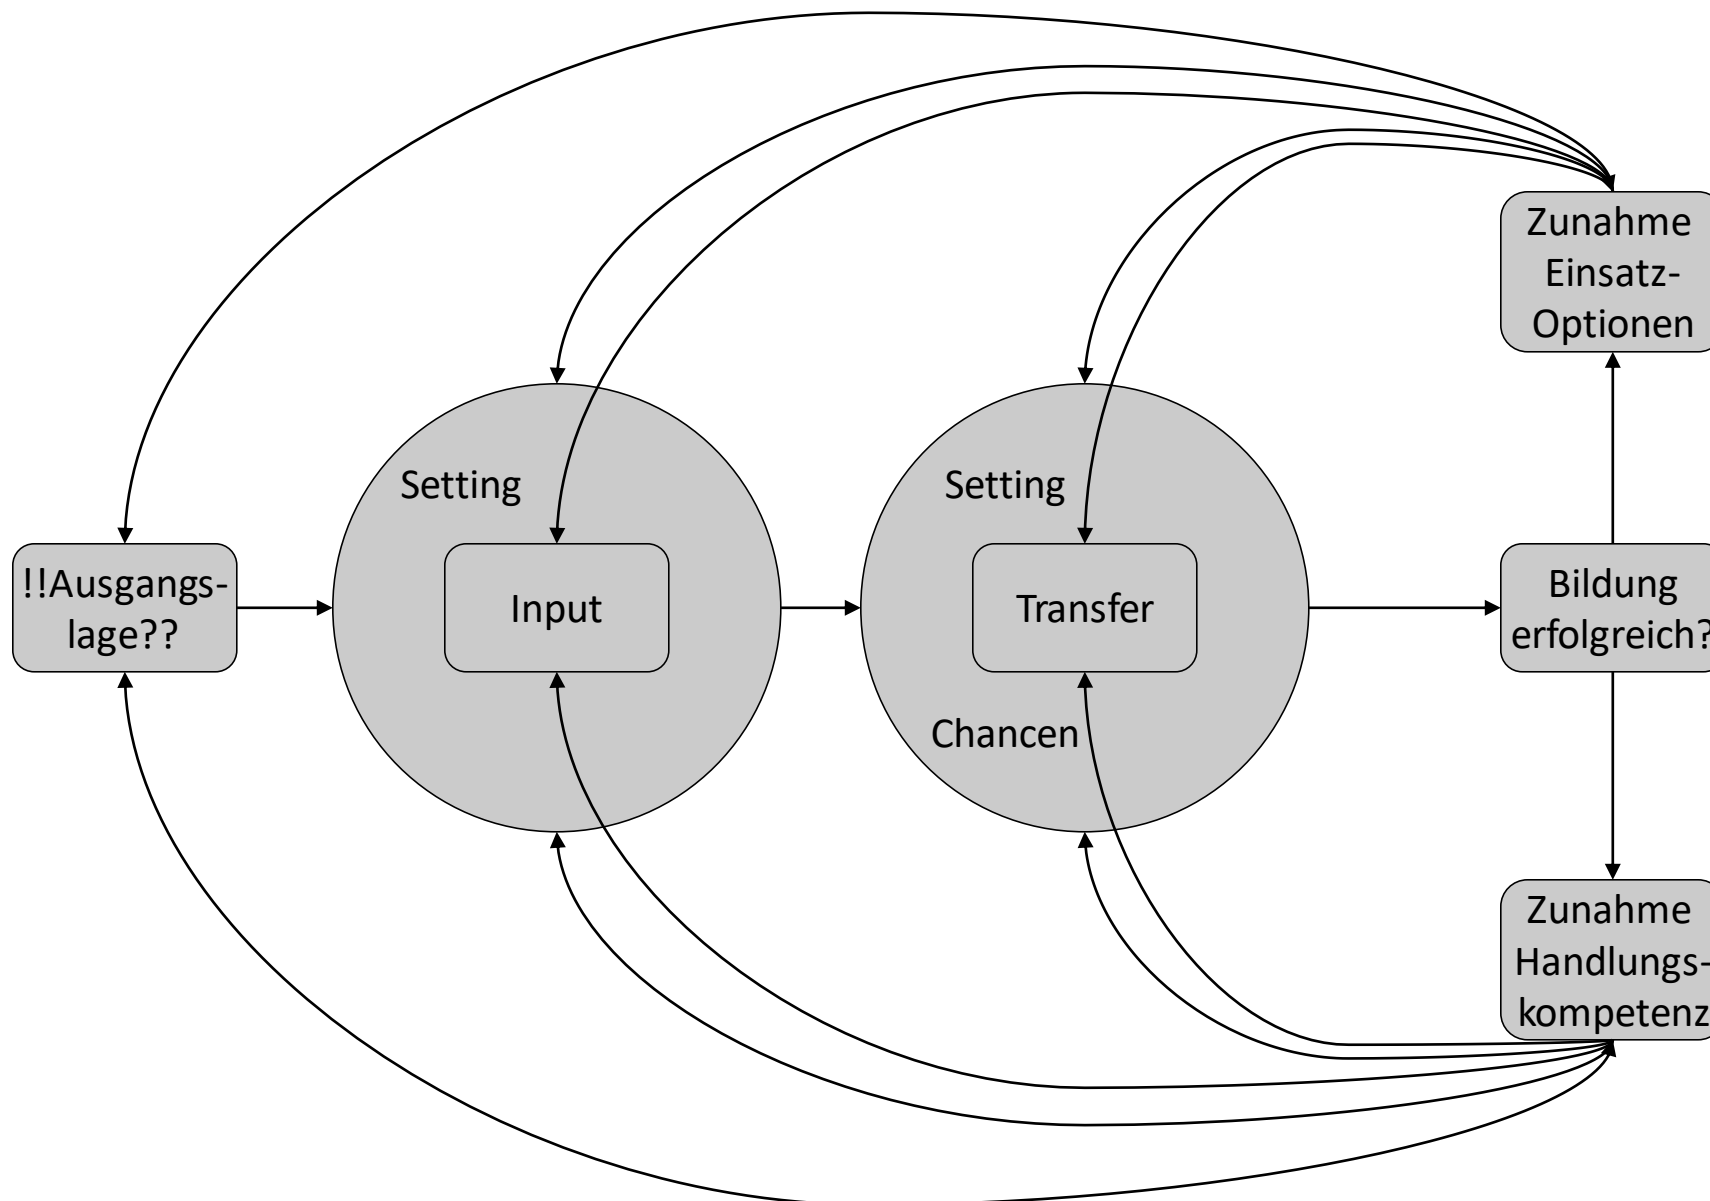 Zunahme
Einsatz-
Optionen
Setting
Setting
!!Ausgangs-
lage??
Input
Transfer
Bildung
erfolgreich?
Chancen
Zunahme
Handlungs-
kompetenz